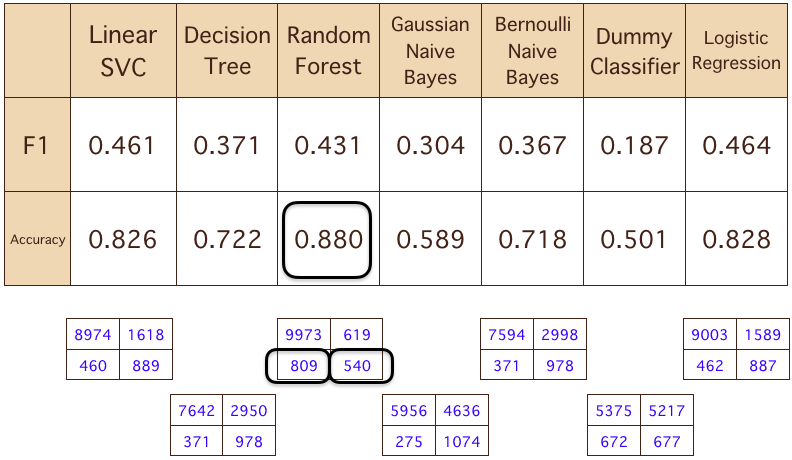 Linear SVC Decision Tree Random Forest Gaussian Naive Bayes Bernoulli Naive Bayes Dummy Classifier Logistic Regression
F1 0.461 0.371 0.431 0.304 0.367 0.187 0.464
Accuracy 0.826 0.722 0.880 0.589 0.718 0.501 0.828
8974 1618 9973 619 7594 2998 9003 1589
460 889 809 540 371 978 462 887
7642 2950 5956 4636 5375 5217
371 978 275 1074 672 677